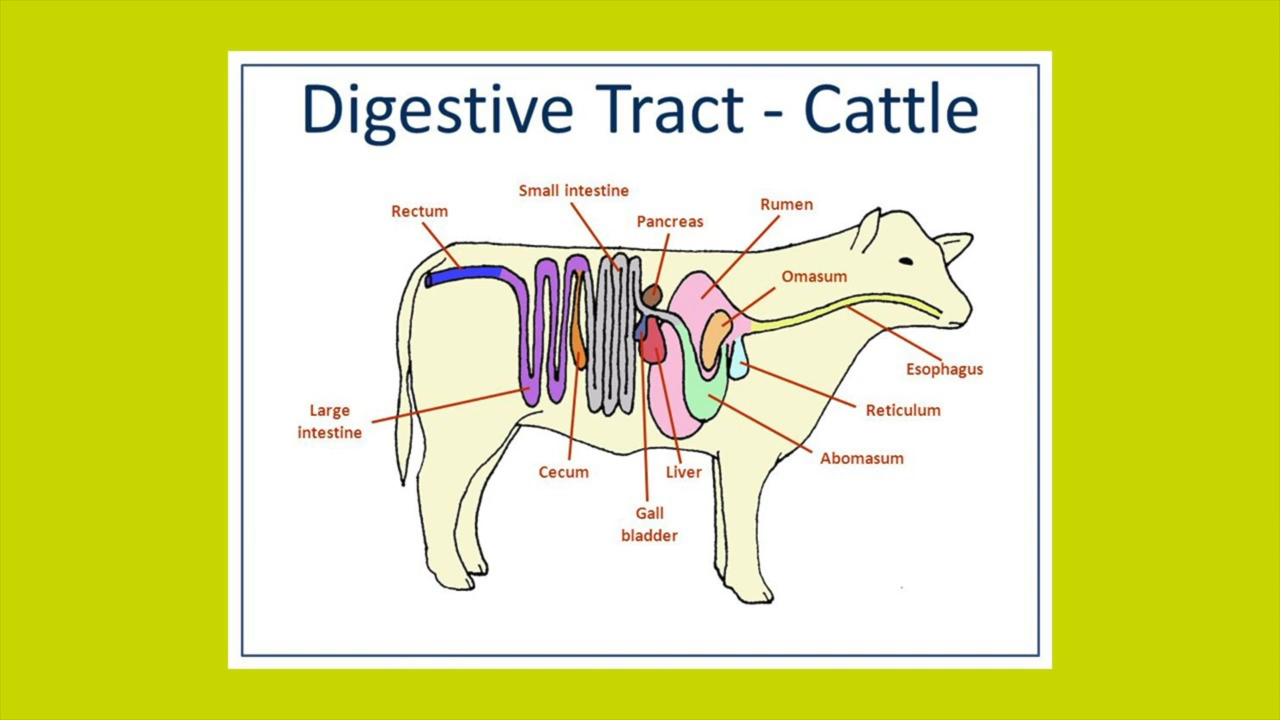 Digestive Tract - Cattle
Small intestine
Rectum
Pancreas
Rumen
Omasum
Esophagus
Reticulum
Large
intestine
Abomasum
Cecum
Liver
Gall
bladder